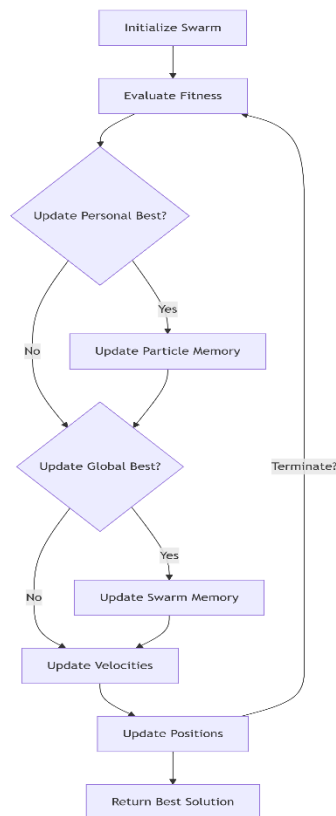 Initialize Swarm
Evaluate Fitness
Update Personal Best?
Yes
No
Update Particle Memory
Update Global Best?
Terminate?
Yes
No
Update Swarm Memory
Update Velocities
Update Positions
Return Best Solution